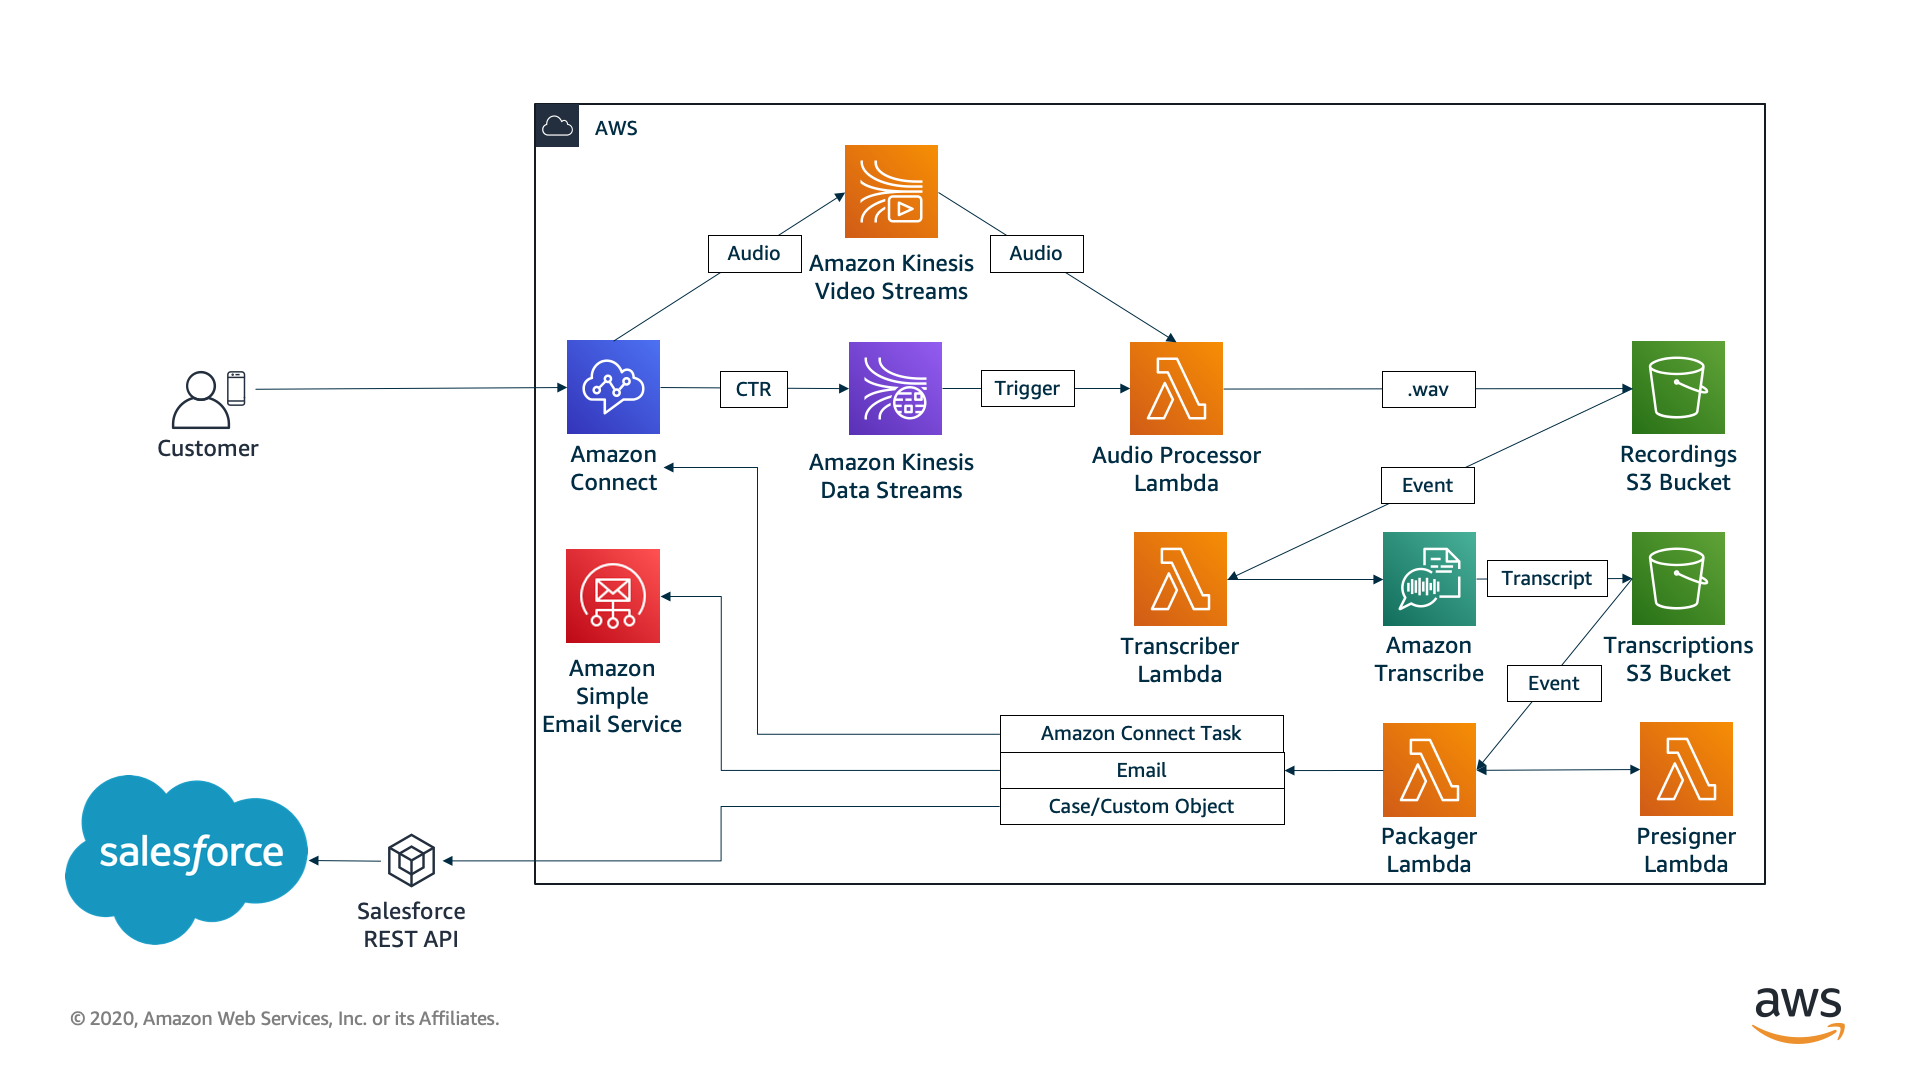 AWS
Audio
Amazon Kinesis
Video Streams
Audio
Customer
Amazon
Connect
CTR
Amazon Kinesis
Data Streams
Trigger
Audio Processor
Lambda
.wav
Recordings
S3 Bucket
Event
Transcriber
Lambda
Amazon
Transcribe
Transcript
Transcriptions
S3 Bucket
Event
Amazon
Simple
Email Service
Amazon Connect Task
Email
Case/Custom Object
Packager
Lambda
Presigner
Lambda
salesforce
Salesforce
REST API
© 2020, Amazon Web Services, Inc. or its Affiliates.
aws